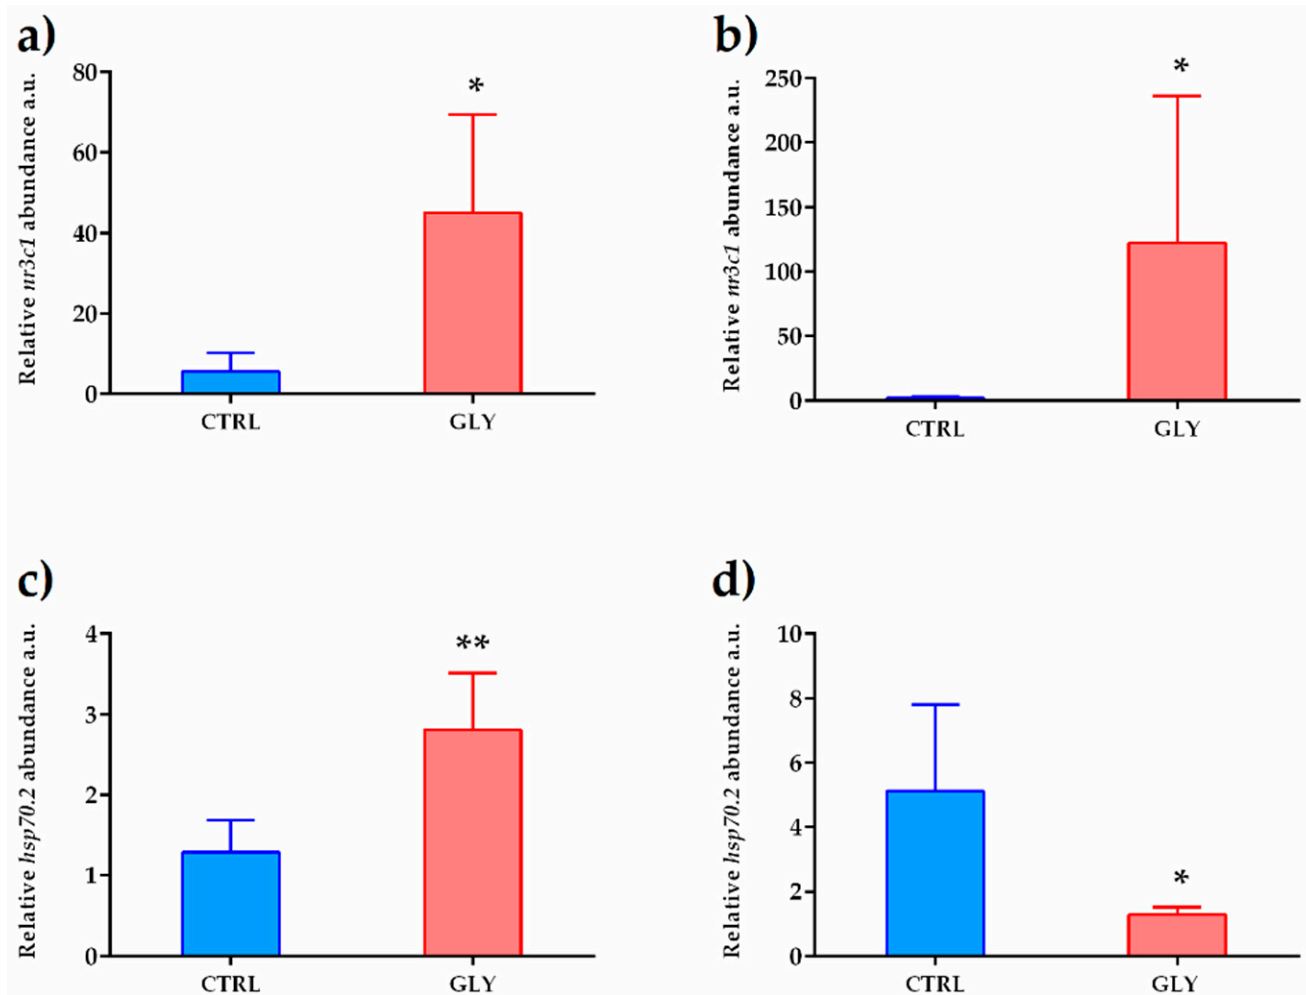 a)
Relative nr3c1 abundance a.u.
80
60
40
20
0
*
CTRL
GLY
b)
Relative nr3c1 abundance a.u.
250
200
150
100
50
0
*
CTRL
GLY
c)
Relative hsp70.2 abundance a.u.
4
3
2
1
0
**
CTRL
GLY
d)
Relative hsp70.2 abundance a.u.
10
8
6
4
2
0
*
CTRL
GLY